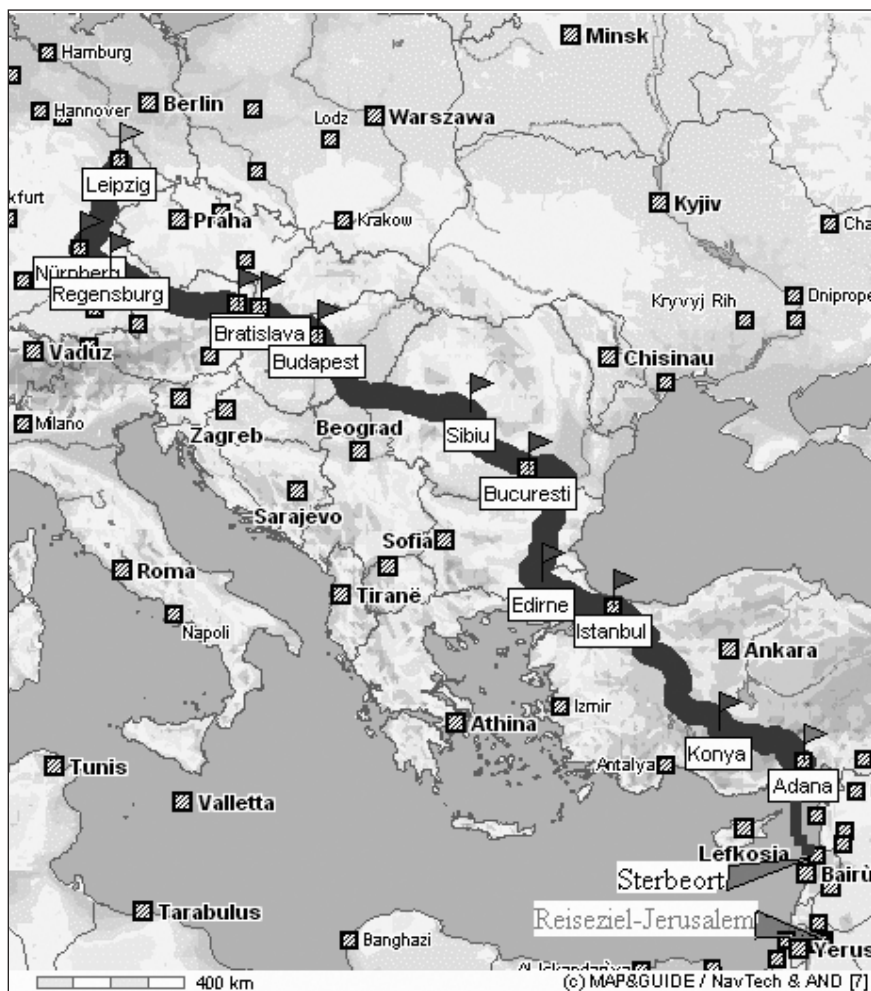 Minsk
Hamburg
Hannover
Berlin
Lodz
Warszawa
Leipzig
kfurt
Praha
Krakow
Kyjiv
Cha
Nürnberg
Regensburg
Dniprope
Kryvyj Rih
Bratislava
Budapest
Vaduz
Chisinau
Milano
Zagreb
Beograd
Sibiu
Bucuresti
Sarajevo
Sofia
Roma
Tiranë
Edirne
Istanbul
Napoli
Ankara
Izmir
Athina
Konya
Antalya
Tunis
Adana
Valletta
Lefkosia
Sterbeort
Bairù
Tarabulus
Reiseziel-Jerusalem
Banghazi
Yerus
400 km
(c) MAP&GUIDE / NavTech & AND [7]